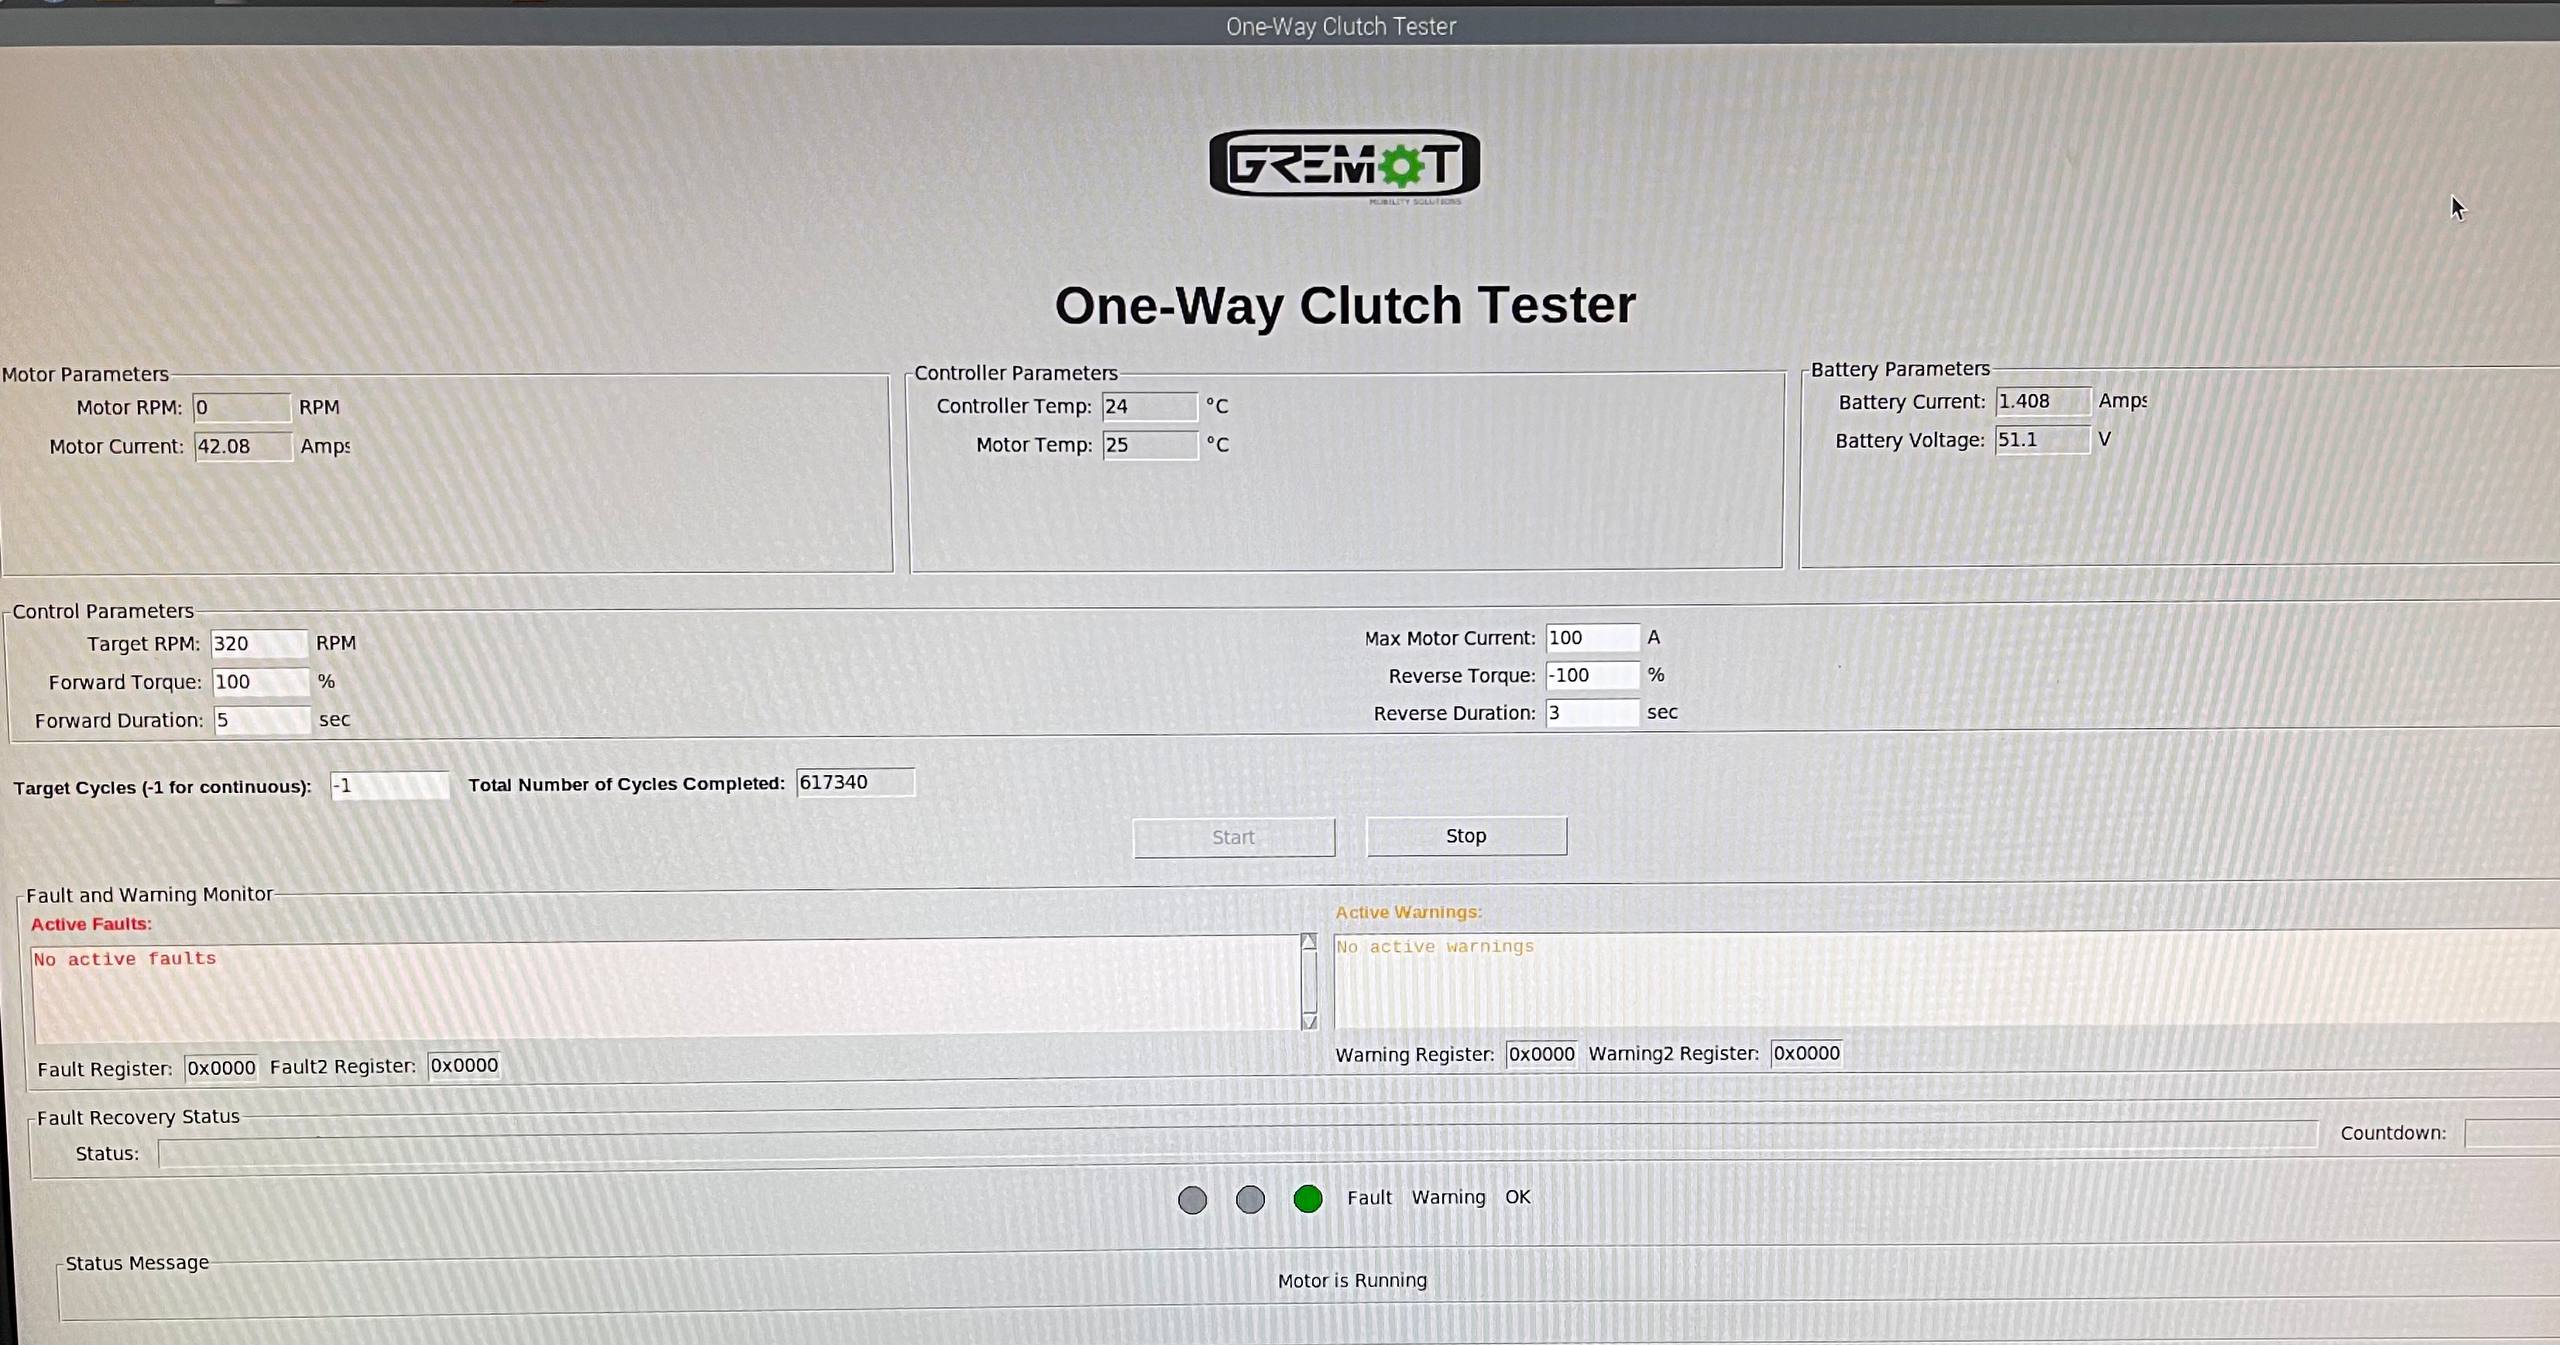 One-Way Clutch Tester
GREMOT
MOBILITY SOLUTIONS
One-Way Clutch Tester
Motor Parameters
Motor RPM: 0 RPM
Motor Current: 42.08 Amps
Controller Parameters
Controller Temp: 24 °C
Motor Temp: 25 °C
Battery Parameters
Battery Current: 1.408 Amps
Battery Voltage: 51.1 V
Control Parameters
Target RPM: 320 RPM
Forward Torque: 100 %
Forward Duration: 5 sec
Max Motor Current: 100 A
Reverse Torque: -100 %
Reverse Duration: 3 sec
Target Cycles (-1 for continuous): -1 Total Number of Cycles Completed: 617340
Start Stop
Fault and Warning Monitor
Active Faults:
No active faults
Fault Register: 0x0000 Fault2 Register: 0x0000
Active Warnings:
No active warnings
Warning Register: 0x0000 Warning2 Register: 0x0000
Fault Recovery Status
Status: Countdown:
Fault Warning OK
Status Message
Motor is Running